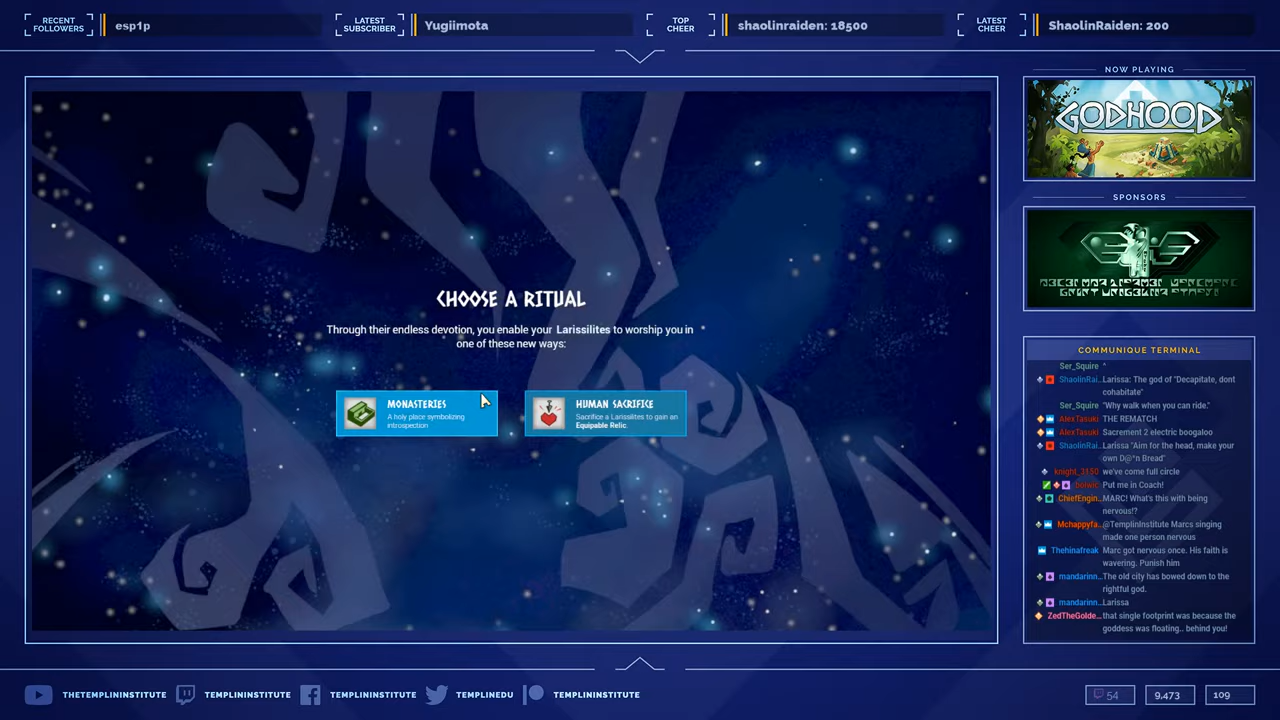 RECENT
FOLLOWERS
esp1p
LATEST
SUBSCRIBER
Yugiimota
TOP
CHEER
shaolinraiden: 18500
LATEST
CHEER
ShaolinRaiden: 200
NOW PLAYING
GODHOOD
SPONSORS
CHOOSE A RITUAL
Through their endless devotion, you enable your Larissilites to worship you in
one of these new ways:
MONASTERIES
A holy place symbolizing
introspection
HUMAN SACRIFICE
Sacrifice a Larissilites to gain an
Equipable Relic.
COMMUNIQUE TERMINAL
Ser_Squire ^
ShaolinRai... Larissa: The god of "Decapitate, dont
cohabitate"
Ser_Squire "Why walk when you can ride."
AlexTasuki THE REMATCH
AlexTasuki Sacrement 2 electric boogaloo
ShaolinRai... Larissa "Aim for the head, make your
own D@*n Bread"
knight_3150 we've come full circle
Put me in Coach!
ChiefEngin... MARC! What's this with being
nervous!?
Mchappyfa... @TemplinInstitute Marcs singing
made one person nervous
Thehinafreak Marc got nervous once. His faith is
wavering. Punish him
mandarinn... The old city has bowed down to the
rightful god.
mandarinn... Larissa
ZedTheGolde... that single footprint was because the
goddess was floating.. behind you!
THETEMPLININSTITUTE
TEMPLININSTITUTE
TEMPLININSTITUTE
TEMPLINEDU
TEMPLININSTITUTE
54
9,473
109